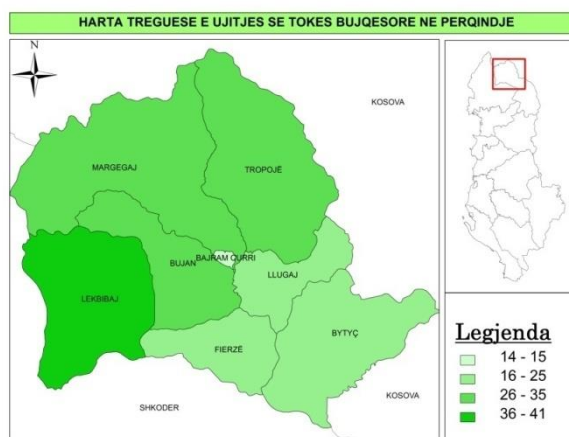 HARTA TREGUESE E UJITJES SE TOKES BUJQESORE NE PERQINDJE
N
KOSOVA
MARGEGAJ
TROPOJË
BUJAN
BAJRAM CURRI
LLUGAJ
LEKBIBAJ
BYTYÇ
FIERZË
KOSOVA
SHKODER
Legjenda
14 - 15
16 - 25
26 - 35
36 - 41